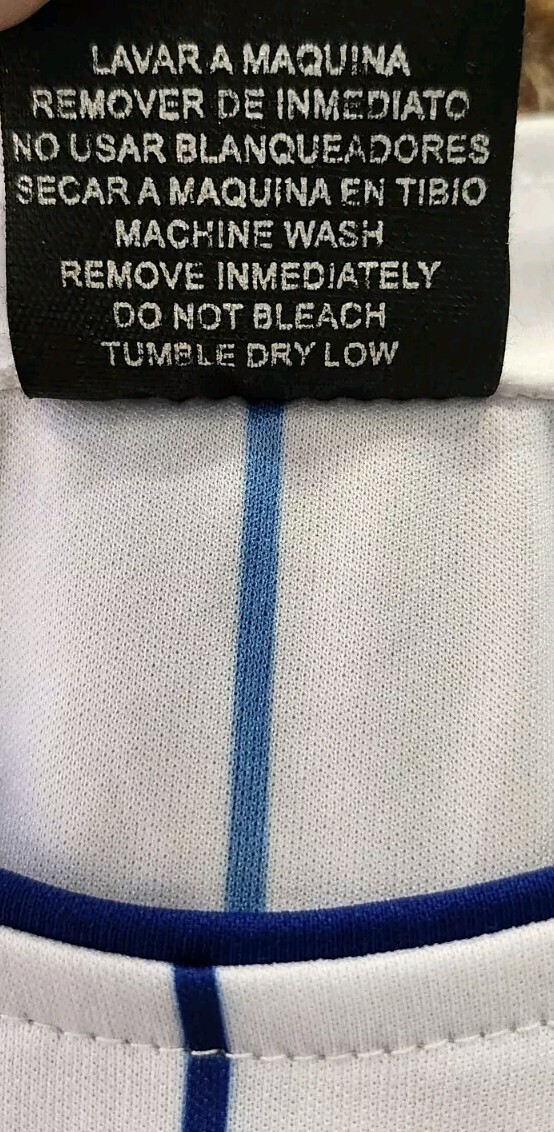 LAVAR A MAQUINA
REMOVER DE INMEDIATO
NO USAR BLANQUEADORES
SECAR A MAQUINA EN TIBIO
MACHINE WASH
REMOVE INMEDIATELY
DO NOT BLEACH
TUMBLE DRY LOW